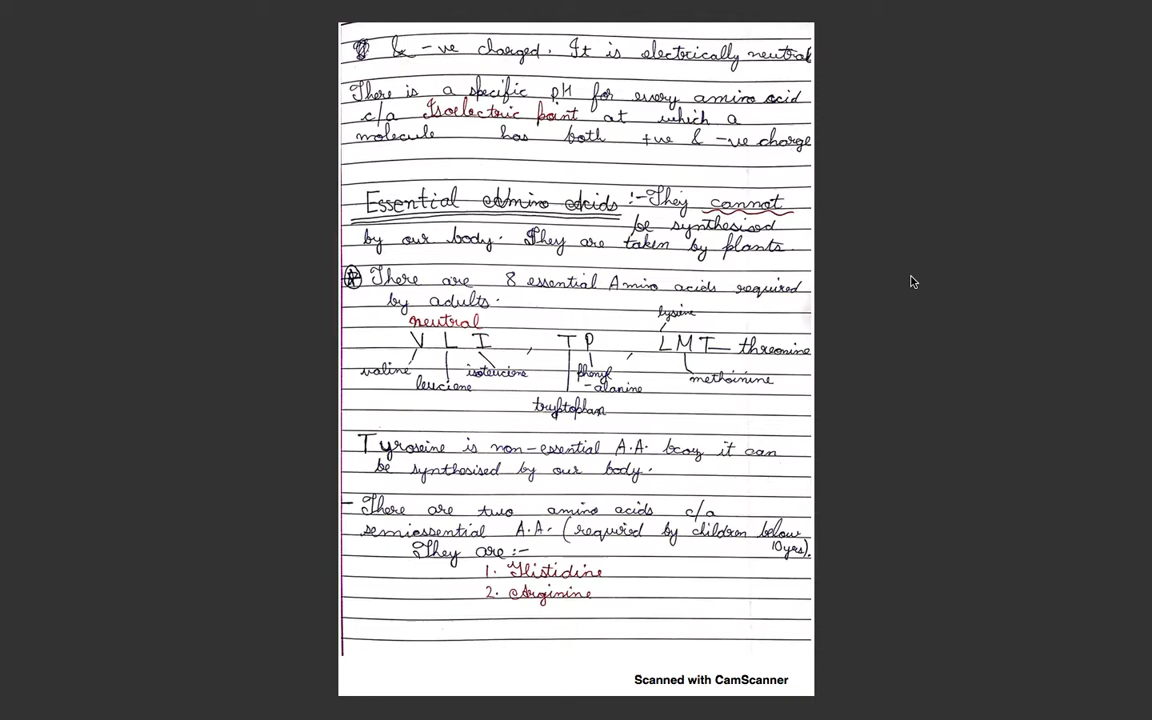 & -ve charged. It is electrically neutral
There is a specific pH for every amino acid
c/a Isoelectric point at which a
molecule has both +ve & -ve charge
Essential Amino Acids :- They cannot
be synthesised
by our body. They are taken by plants
There are 8 essential Amino acids required
by adults.
neutral
lysine
V L I , T P , L M T — threonine
valine isoleuciene phenyl methoinine
leuciene -alanine
tryptophan
Tyroseine is non-essential A.A. bcoz it can
be synthesised by our body.
- There are two amino acids c/a
semiessential A.A. (required by children below
10yrs).
They are :-
1. Histidine
2. Arginine
Scanned with CamScanner